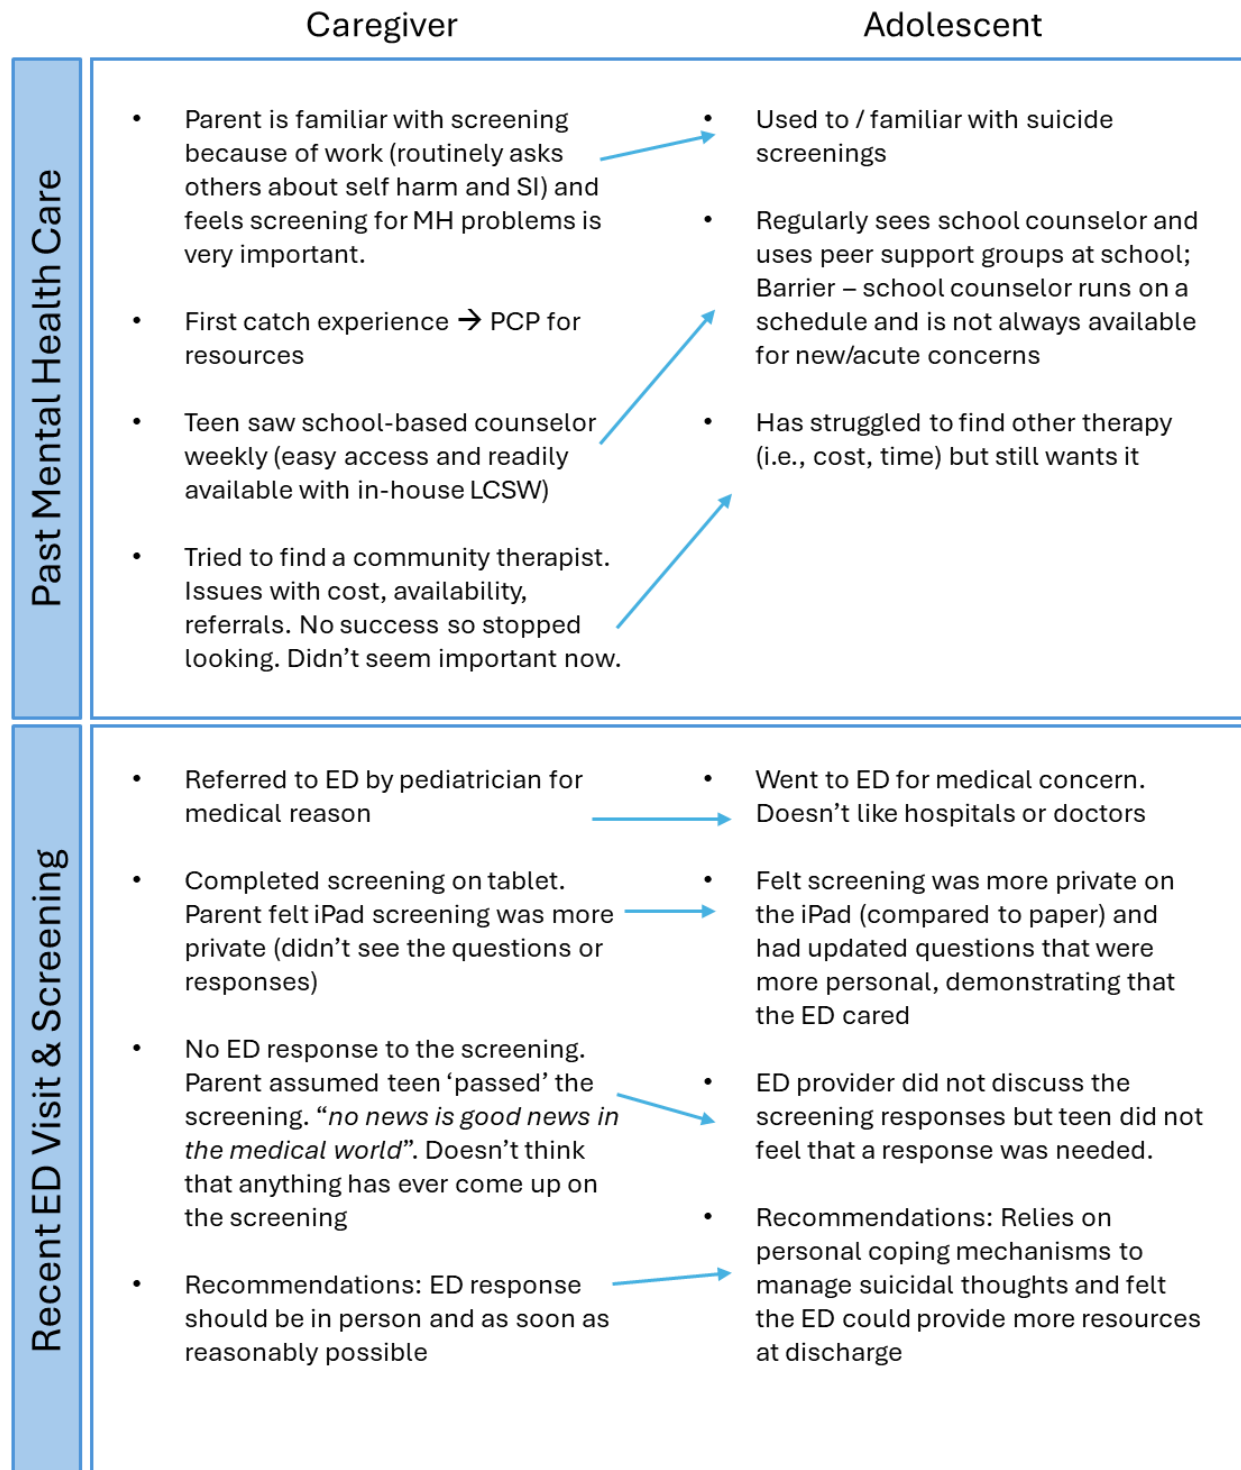 Caregiver
Adolescent
Past Mental Health Care
• Parent is familiar with screening
because of work (routinely asks
others about self harm and SI) and
feels screening for MH problems is
very important.
• First catch experience → PCP for
resources
• Teen saw school-based counselor
weekly (easy access and readily
available with in-house LCSW)
• Tried to find a community therapist.
Issues with cost, availability,
referrals. No success so stopped
looking. Didn’t seem important now.
• Used to / familiar with suicide
screenings
• Regularly sees school counselor and
uses peer support groups at school;
Barrier – school counselor runs on a
schedule and is not always available
for new/acute concerns
• Has struggled to find other therapy
(i.e., cost, time) but still wants it
Recent ED Visit & Screening
• Referred to ED by pediatrician for
medical reason
• Completed screening on tablet.
Parent felt iPad screening was more
private (didn’t see the questions or
responses)
• No ED response to the screening.
Parent assumed teen ‘passed’ the
screening. “no news is good news in
the medical world”. Doesn’t think
that anything has ever come up on
the screening
• Recommendations: ED response
should be in person and as soon as
reasonably possible
• Went to ED for medical concern.
Doesn’t like hospitals or doctors
• Felt screening was more private on
the iPad (compared to paper) and
had updated questions that were
more personal, demonstrating that
the ED cared
• ED provider did not discuss the
screening responses but teen did not
feel that a response was needed.
• Recommendations: Relies on
personal coping mechanisms to
manage suicidal thoughts and felt
the ED could provide more resources
at discharge